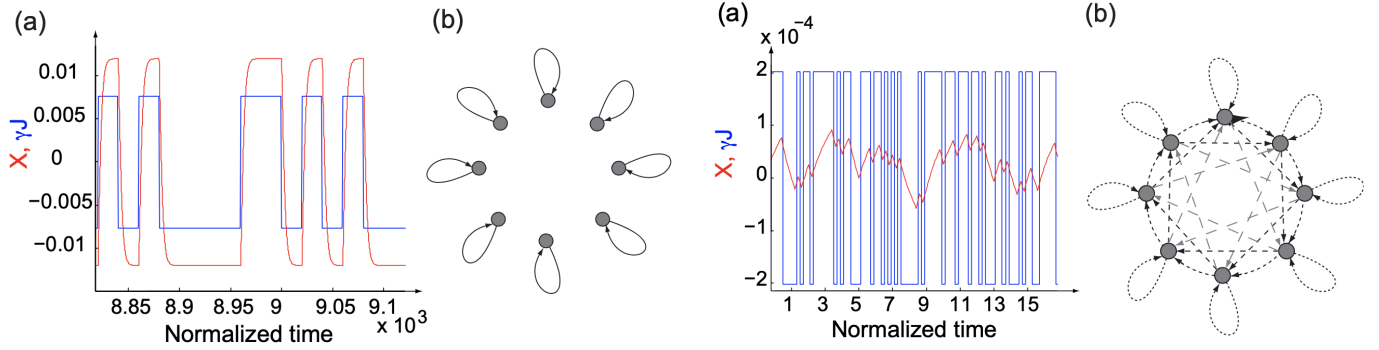 (a)
X, γJ
0.01
0.005
0
−0.005
−0.01
8.85 8.9 8.95 9 9.05 9.1
x 10³
Normalized time
(b)
(a)
x 10⁻⁴
X, γJ
2
1
0
−1
−2
1 3 5 7 9 11 13 15
Normalized time
(b)